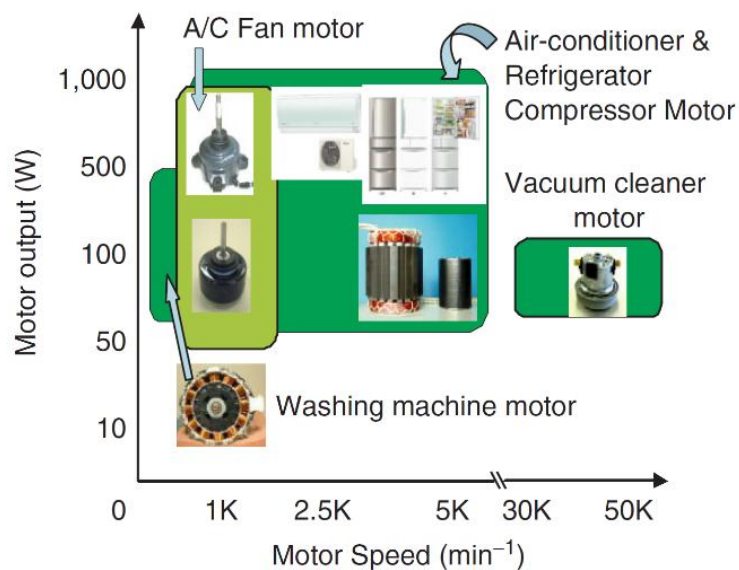 A/C Fan motor
Air-conditioner &
Refrigerator
Compressor Motor
1,000
500
Vacuum cleaner
motor
100
50
Washing machine motor
10
0
1K
2.5K
5K
30K
50K
Motor output (W)
Motor Speed (min⁻¹)